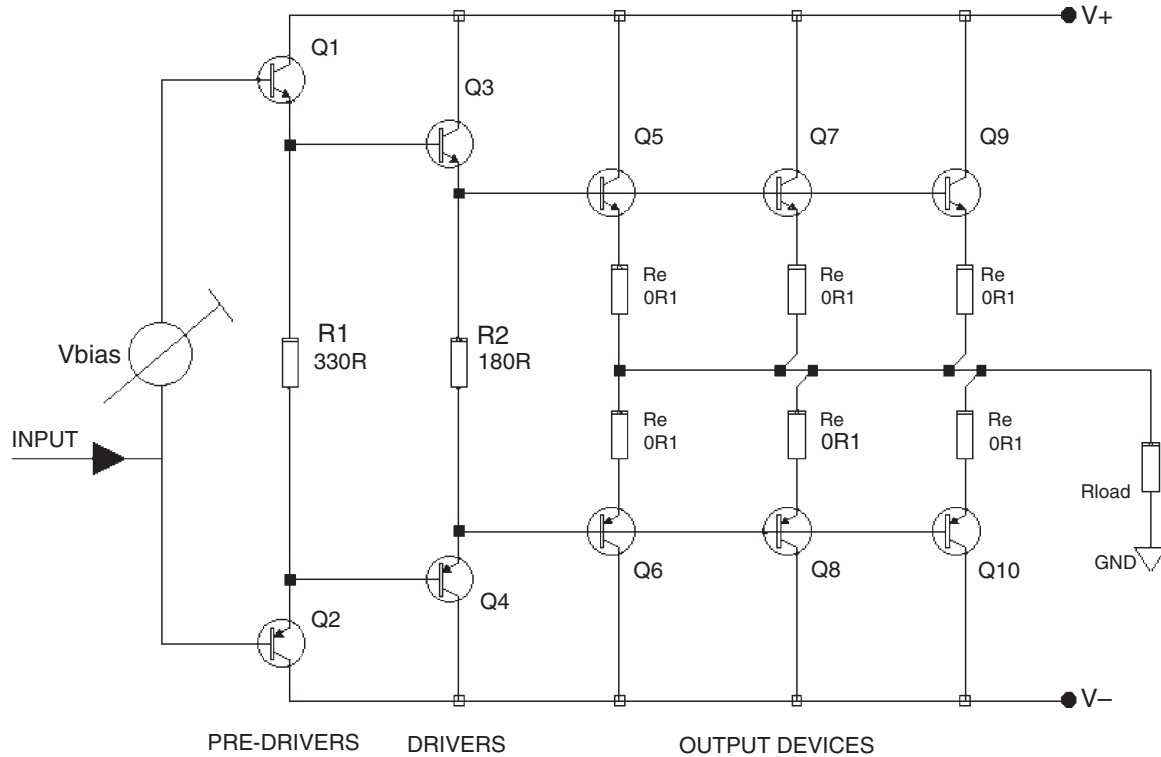 V+
Q1
Q3
Q5
Q7
Q9
Re
0R1
Re
0R1
Re
0R1
Vbias
R1
330R
R2
180R
Re
0R1
Re
0R1
Re
0R1
INPUT
Rload
GND
Q2
Q4
Q6
Q8
Q10
V–
PRE-DRIVERS
DRIVERS
OUTPUT DEVICES